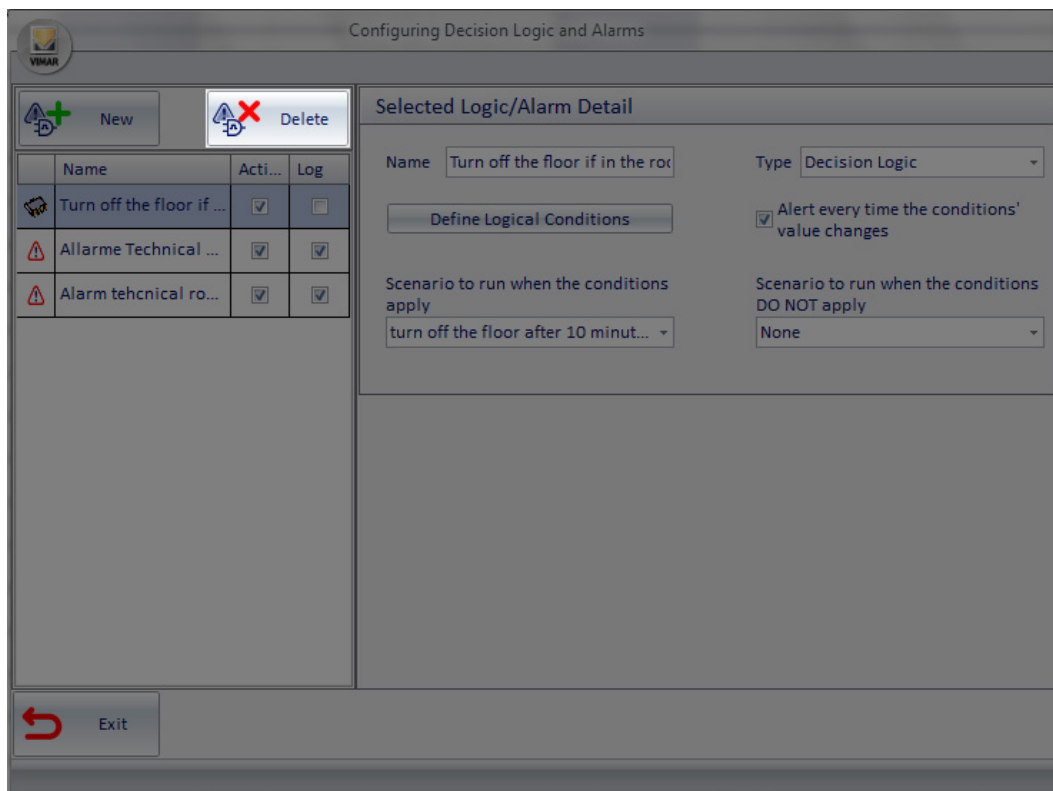 Configuring Decision Logic and Alarms
VIMAR
New
Delete
Selected Logic/Alarm Detail
Name
Acti...
Log
Turn off the floor if ...
Allarme Technical ...
Alarm tehcnical ro...
Name
Turn off the floor if in the roo
Type
Decision Logic
Define Logical Conditions
Alert every time the conditions'
value changes
Scenario to run when the conditions
apply
turn off the floor after 10 minut...
Scenario to run when the conditions
DO NOT apply
None
Exit